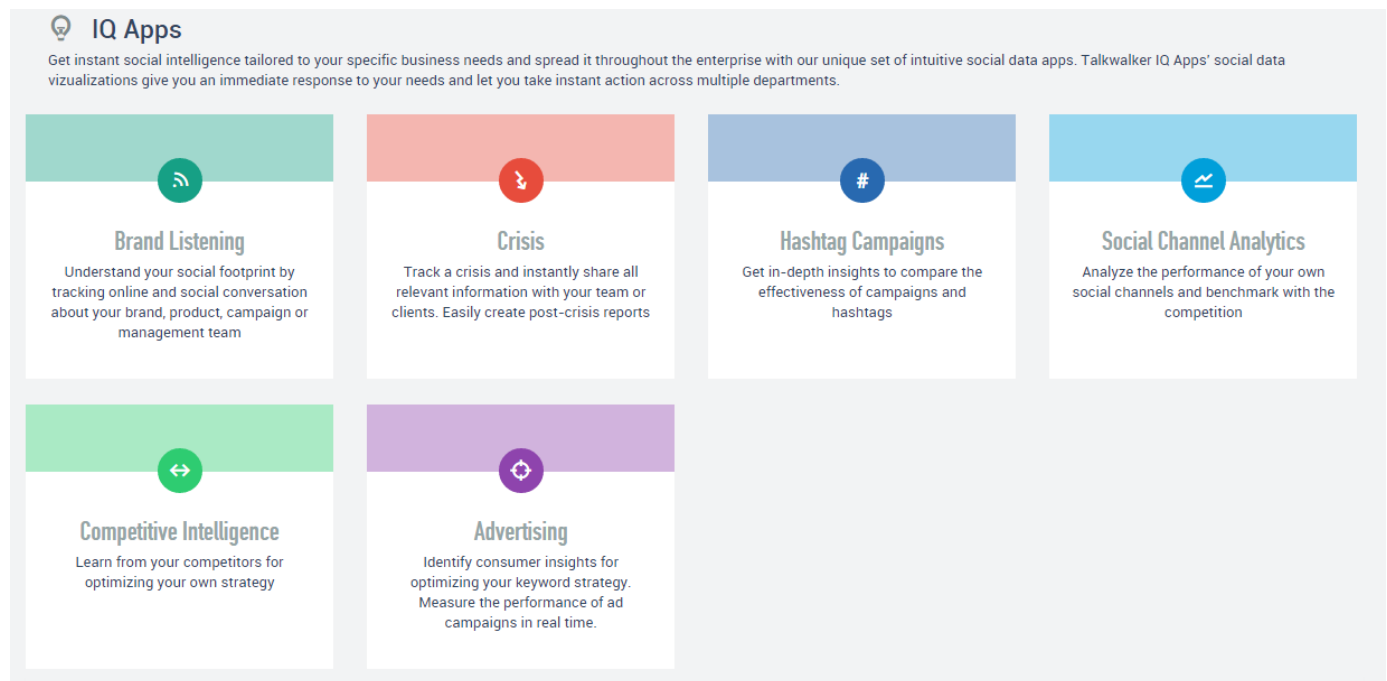 IQ Apps
Get instant social intelligence tailored to your specific business needs and spread it throughout the enterprise with our unique set of intuitive social data apps. Talkwalker IQ Apps' social data
vizualizations give you an immediate response to your needs and let you take instant action across multiple departments.
Brand Listening
Understand your social footprint by
tracking online and social conversation
about your brand, product, campaign or
management team
Crisis
Track a crisis and instantly share all
relevant information with your team or
clients. Easily create post-crisis reports
#
Hashtag Campaigns
Get in-depth insights to compare the
effectiveness of campaigns and
hashtags
Social Channel Analytics
Analyze the performance of your own
social channels and benchmark with the
competition
Competitive Intelligence
Learn from your competitors for
optimizing your own strategy
Advertising
Identify consumer insights for
optimizing your keyword strategy.
Measure the performance of ad
campaigns in real time.